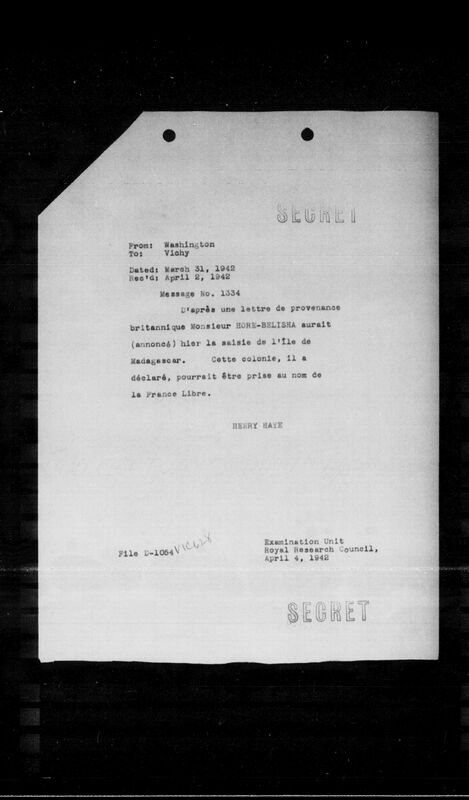 SECRET
From: Washington
To: Vichy
Dated: March 31, 1942
Rec'd: April 2, 1942
Message No. 1334
D'après une lettre de provenance
britannique Monsieur HORE-BELISHA aurait
(annoncé) hier la saisie de l'Île de
Madagascar. Cette colonie, il a
déclaré, pourrait être prise au nom de
la France Libre.
HENRY HAYE
File D-1054 VIC628
Examination Unit
Royal Research Council,
April 4, 1942
SECRET